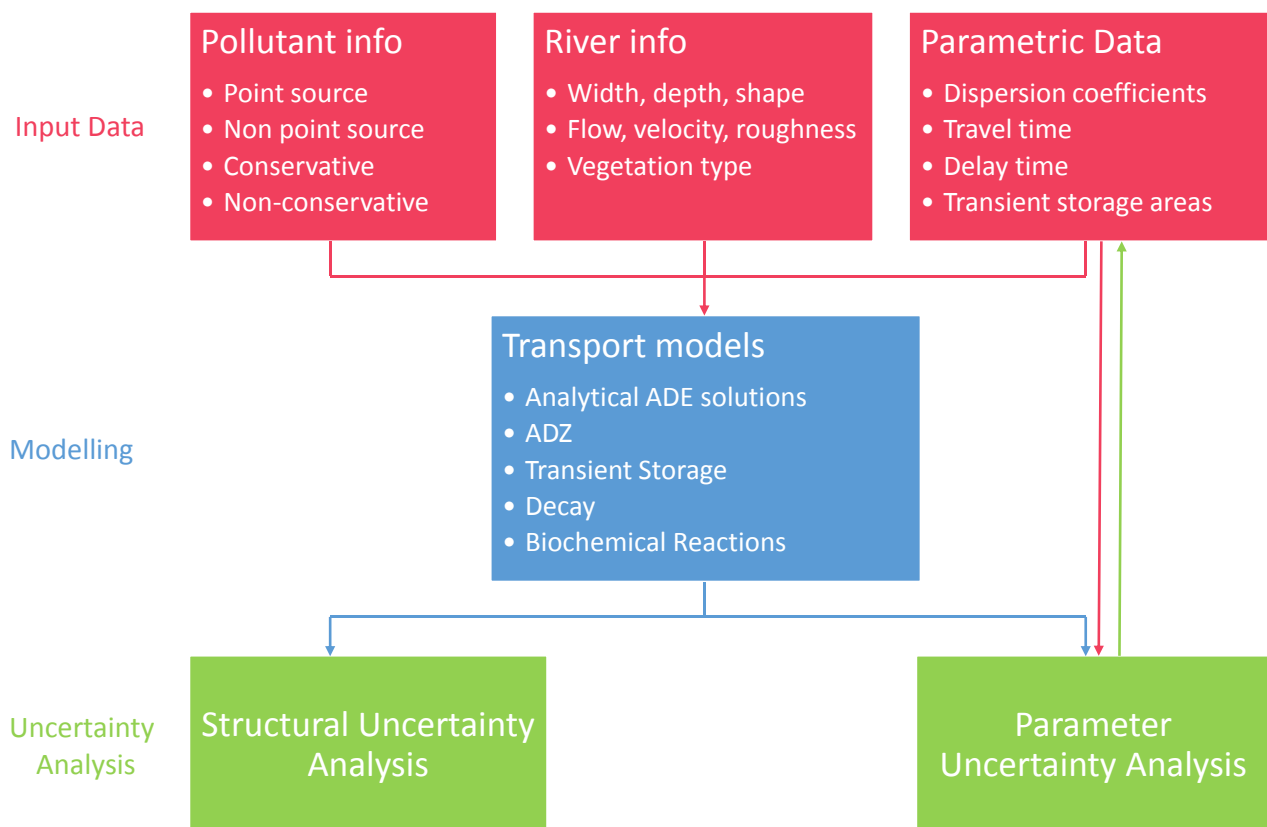 Input Data
Pollutant info
• Point source
• Non point source
• Conservative
• Non-conservative
River info
• Width, depth, shape
• Flow, velocity, roughness
• Vegetation type
Parametric Data
• Dispersion coefficients
• Travel time
• Delay time
• Transient storage areas
Modelling
Transport models
• Analytical ADE solutions
• ADZ
• Transient Storage
• Decay
• Biochemical Reactions
Uncertainty
Analysis
Structural Uncertainty
Analysis
Parameter
Uncertainty Analysis